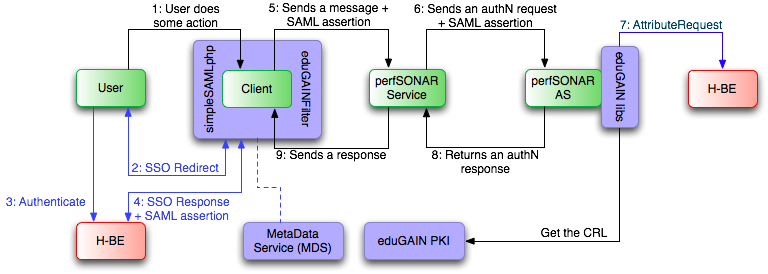 1: User does
some action
5: Sends a message +
SAML assertion
6: Sends an authN request
+ SAML assertion
7: AttributeRequest
User
simpleSAMLphp
Client
eduGAINFilter
perfSONAR
Service
perfSONAR
AS
eduGAIN libs
H-BE
9: Sends a response
8: Returns an authN
response
2: SSO Redirect
3: Authenticate
4: SSO Response
+ SAML assertion
H-BE
MetaData
Service (MDS)
eduGAIN PKI
Get the CRL